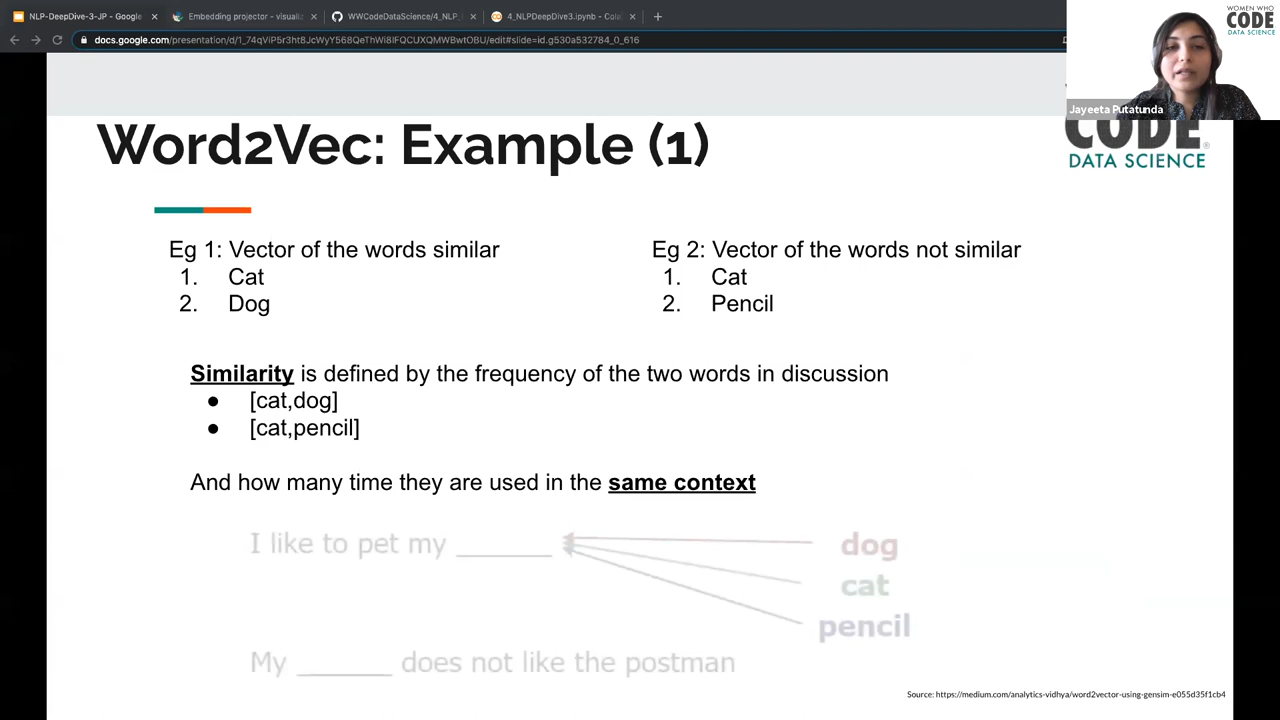 NLP-DeepDive-3-JP - Google
Embedding projector - visualiz
WWCodeDataScience/4_NLP_
4_NLPDeepDive3.ipynb - Cola
docs.google.com/presentation/d/1_74qViP5r3ht8JcWyY568QeThWi8IFQCUXQMWBwtOBU/edit#slide=id.g530a532784_0_616
WOMEN WHO
CODE
DATA SCIENCE
Jayeeta Putatunda
CODE
DATA SCIENCE
Word2Vec: Example (1)
Eg 1: Vector of the words similar
1. Cat
2. Dog
Eg 2: Vector of the words not similar
1. Cat
2. Pencil
Similarity is defined by the frequency of the two words in discussion
● [cat,dog]
● [cat,pencil]
And how many time they are used in the same context
I like to pet my ______
dog
cat
pencil
My ______ does not like the postman
Source: https://medium.com/analytics-vidhya/word2vector-using-gensim-e055d35f1cb4